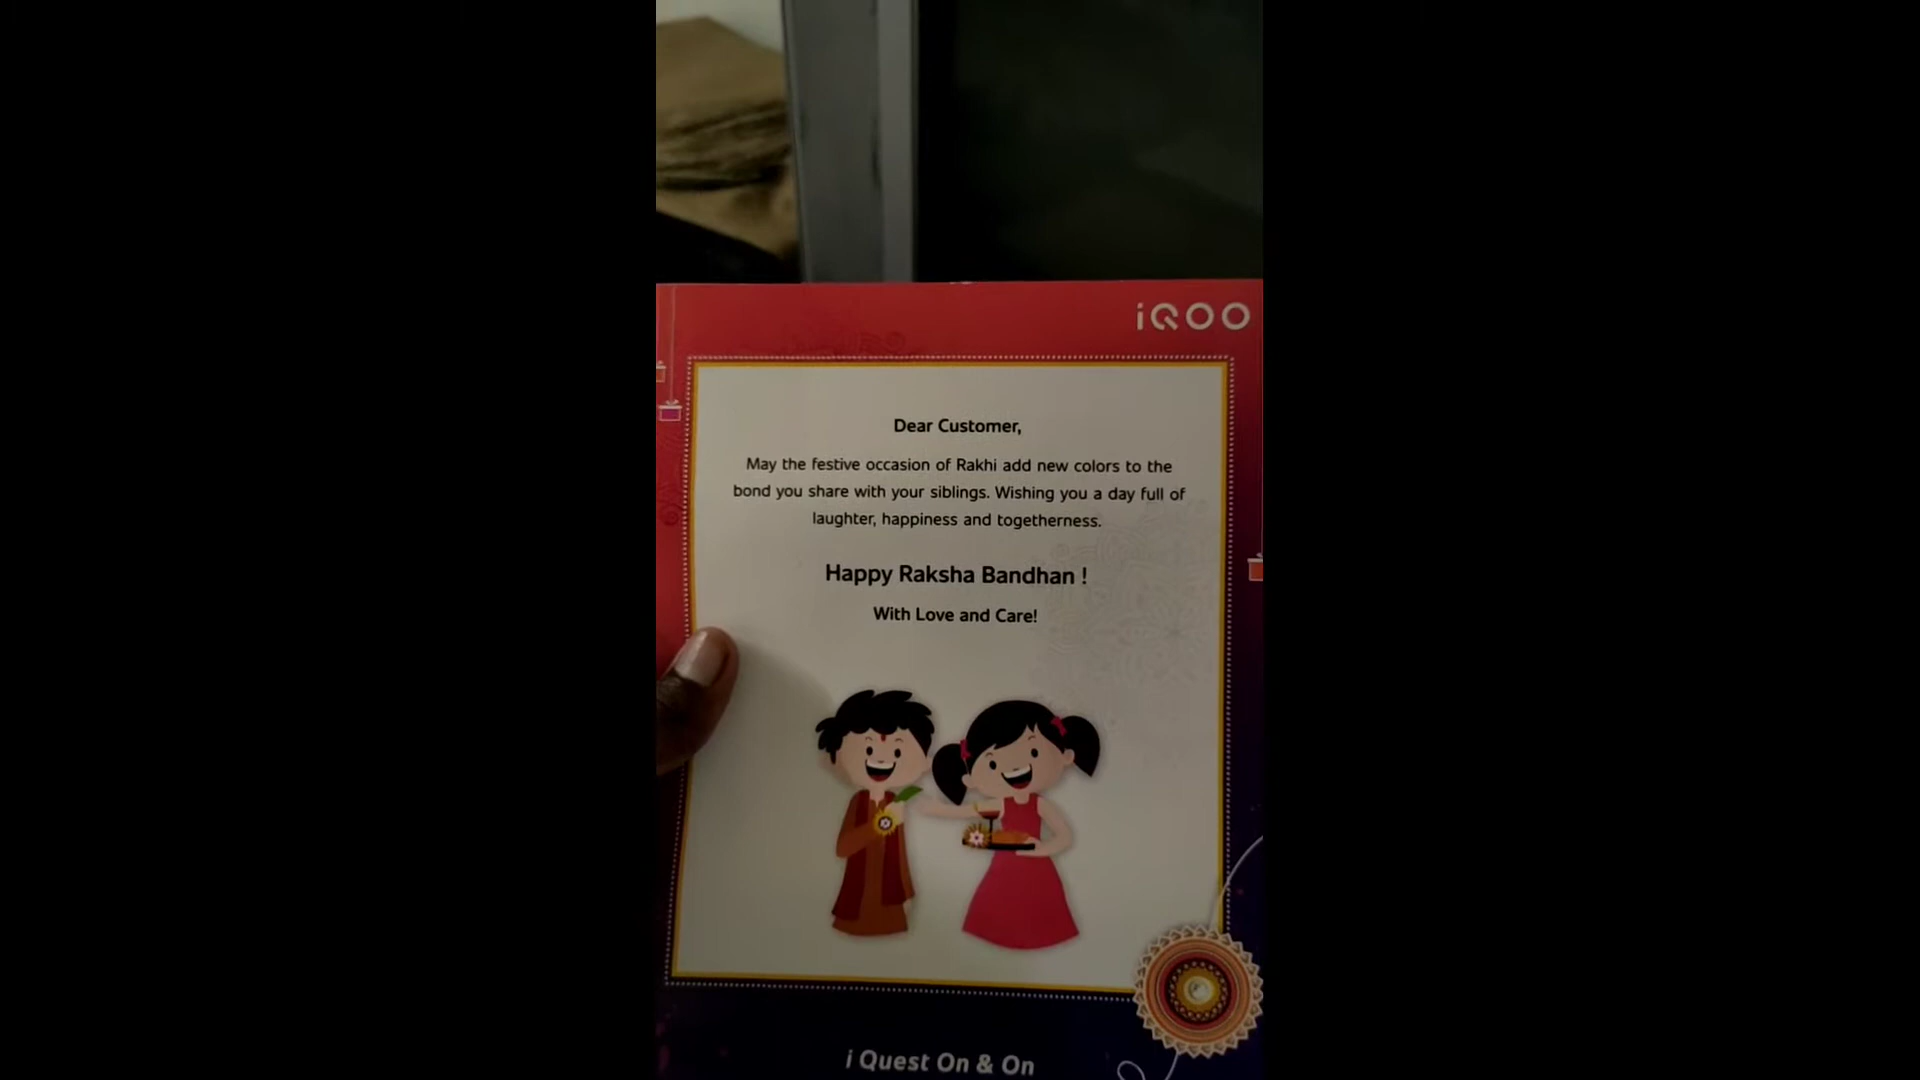 iQOO
Dear Customer,
May the festive occasion of Rakhi add new colors to the
bond you share with your siblings. Wishing you a day full of
laughter, happiness and togetherness.
Happy Raksha Bandhan !
With Love and Care!
i Quest On & On